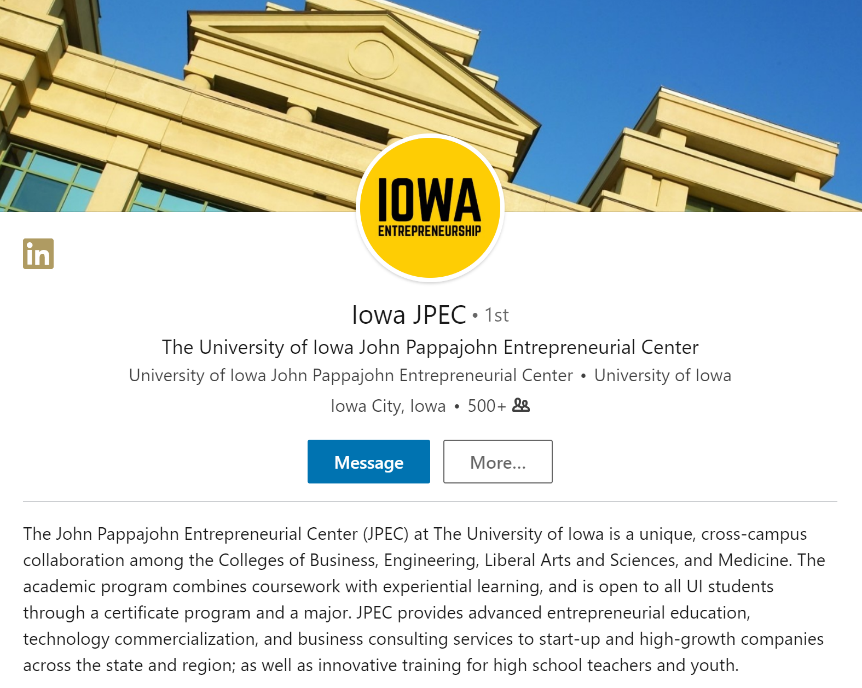 IOWA
ENTREPRENEURSHIP
in
Iowa JPEC • 1st
The University of Iowa John Pappajohn Entrepreneurial Center
University of Iowa John Pappajohn Entrepreneurial Center • University of Iowa
Iowa City, Iowa • 500+
Message More...
The John Pappajohn Entrepreneurial Center (JPEC) at The University of Iowa is a unique, cross-campus
collaboration among the Colleges of Business, Engineering, Liberal Arts and Sciences, and Medicine. The
academic program combines coursework with experiential learning, and is open to all UI students
through a certificate program and a major. JPEC provides advanced entrepreneurial education,
technology commercialization, and business consulting services to start-up and high-growth companies
across the state and region; as well as innovative training for high school teachers and youth.